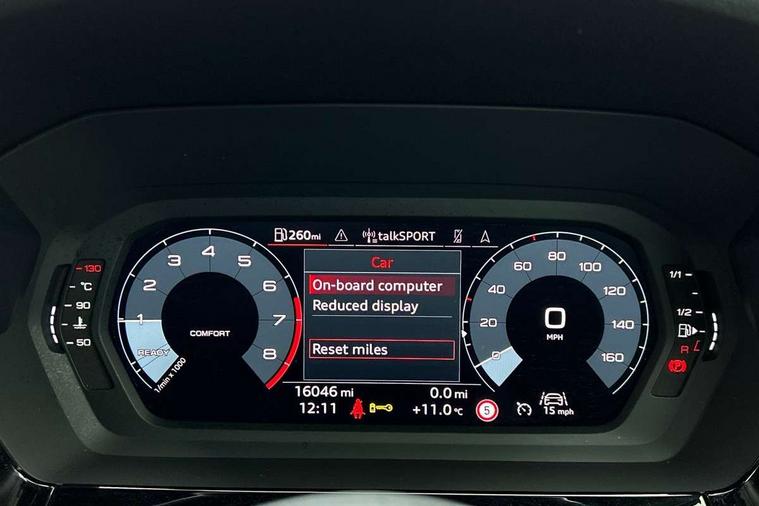 260mi
talkSPORT
Car
On-board computer
Reduced display
Reset miles
1
2
3
4
5
6
7
8
READY
COMFORT
1/min x 1000
0
20
40
60
80
100
120
140
160
0
MPH
130
°C
90
50
1/1
1/2
R
16046 mi
0.0 mi
12:11
+11.0 °C
5
15 mph